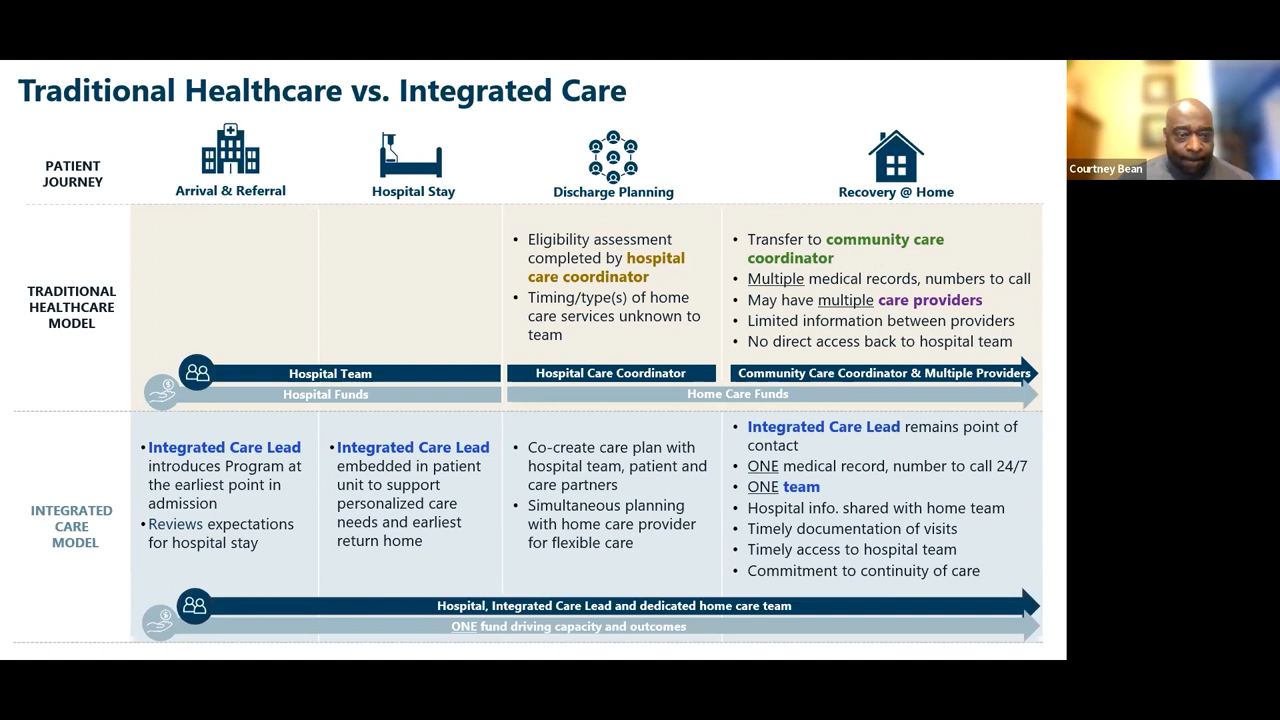 Traditional Healthcare vs. Integrated Care
PATIENT
JOURNEY
Arrival & Referral
Hospital Stay
Discharge Planning
Recovery @ Home
Courtney Bean
TRADITIONAL
HEALTHCARE
MODEL
• Eligibility assessment
completed by hospital
care coordinator
• Timing/type(s) of home
care services unknown to
team
• Transfer to community care
coordinator
• Multiple medical records, numbers to call
• May have multiple care providers
• Limited information between providers
• No direct access back to hospital team
Hospital Team
Hospital Care Coordinator
Community Care Coordinator & Multiple Providers
Hospital Funds
Home Care Funds
INTEGRATED
CARE
MODEL
• Integrated Care Lead
introduces Program at
the earliest point in
admission
• Reviews expectations
for hospital stay
• Integrated Care Lead
embedded in patient
unit to support
personalized care
needs and earliest
return home
• Co-create care plan with
hospital team, patient and
care partners
• Simultaneous planning
with home care provider
for flexible care
• Integrated Care Lead remains point of
contact
• ONE medical record, number to call 24/7
• ONE team
• Hospital info. shared with home team
• Timely documentation of visits
• Timely access to hospital team
• Commitment to continuity of care
Hospital, Integrated Care Lead and dedicated home care team
ONE fund driving capacity and outcomes